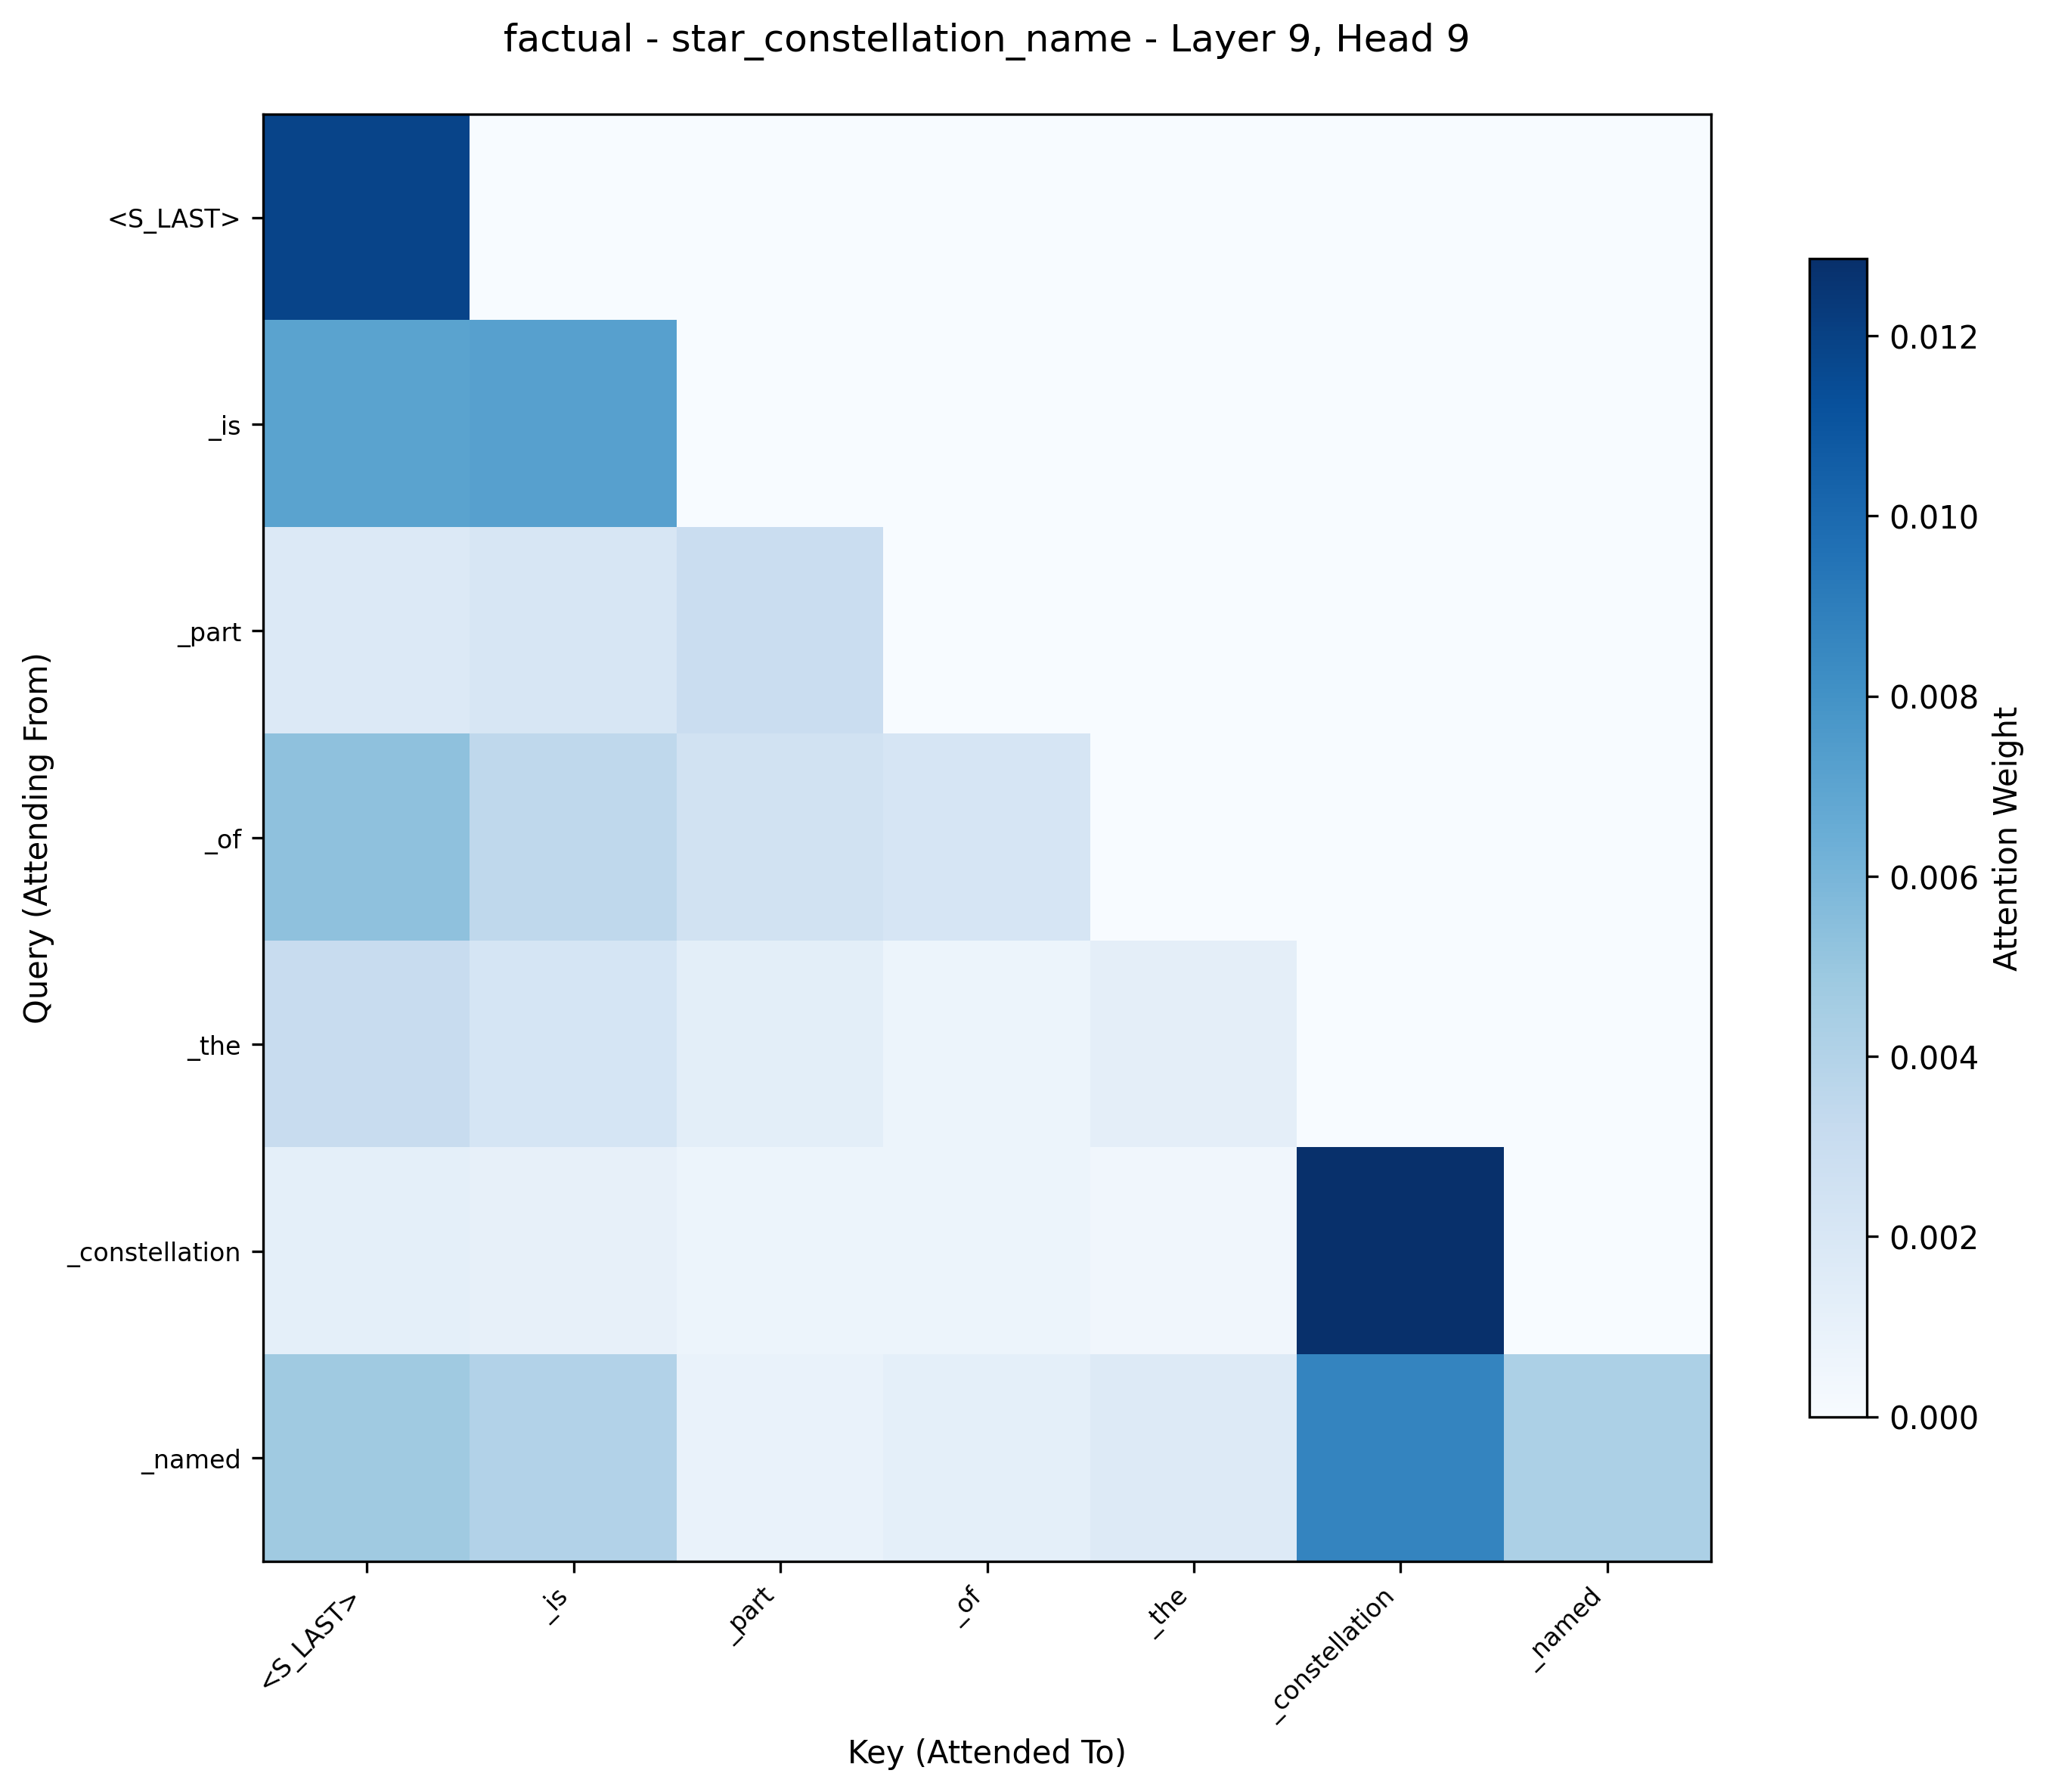 factual - star_constellation_name - Layer 9, Head 9
Query (Attending From)
<S_LAST>
_is
_part
_of
_the
_constellation
_named
<S_LAST>
_is
_part
_of
_the
_constellation
_named
Key (Attended To)
0.012
0.010
0.008
0.006
0.004
0.002
0.000
Attention Weight